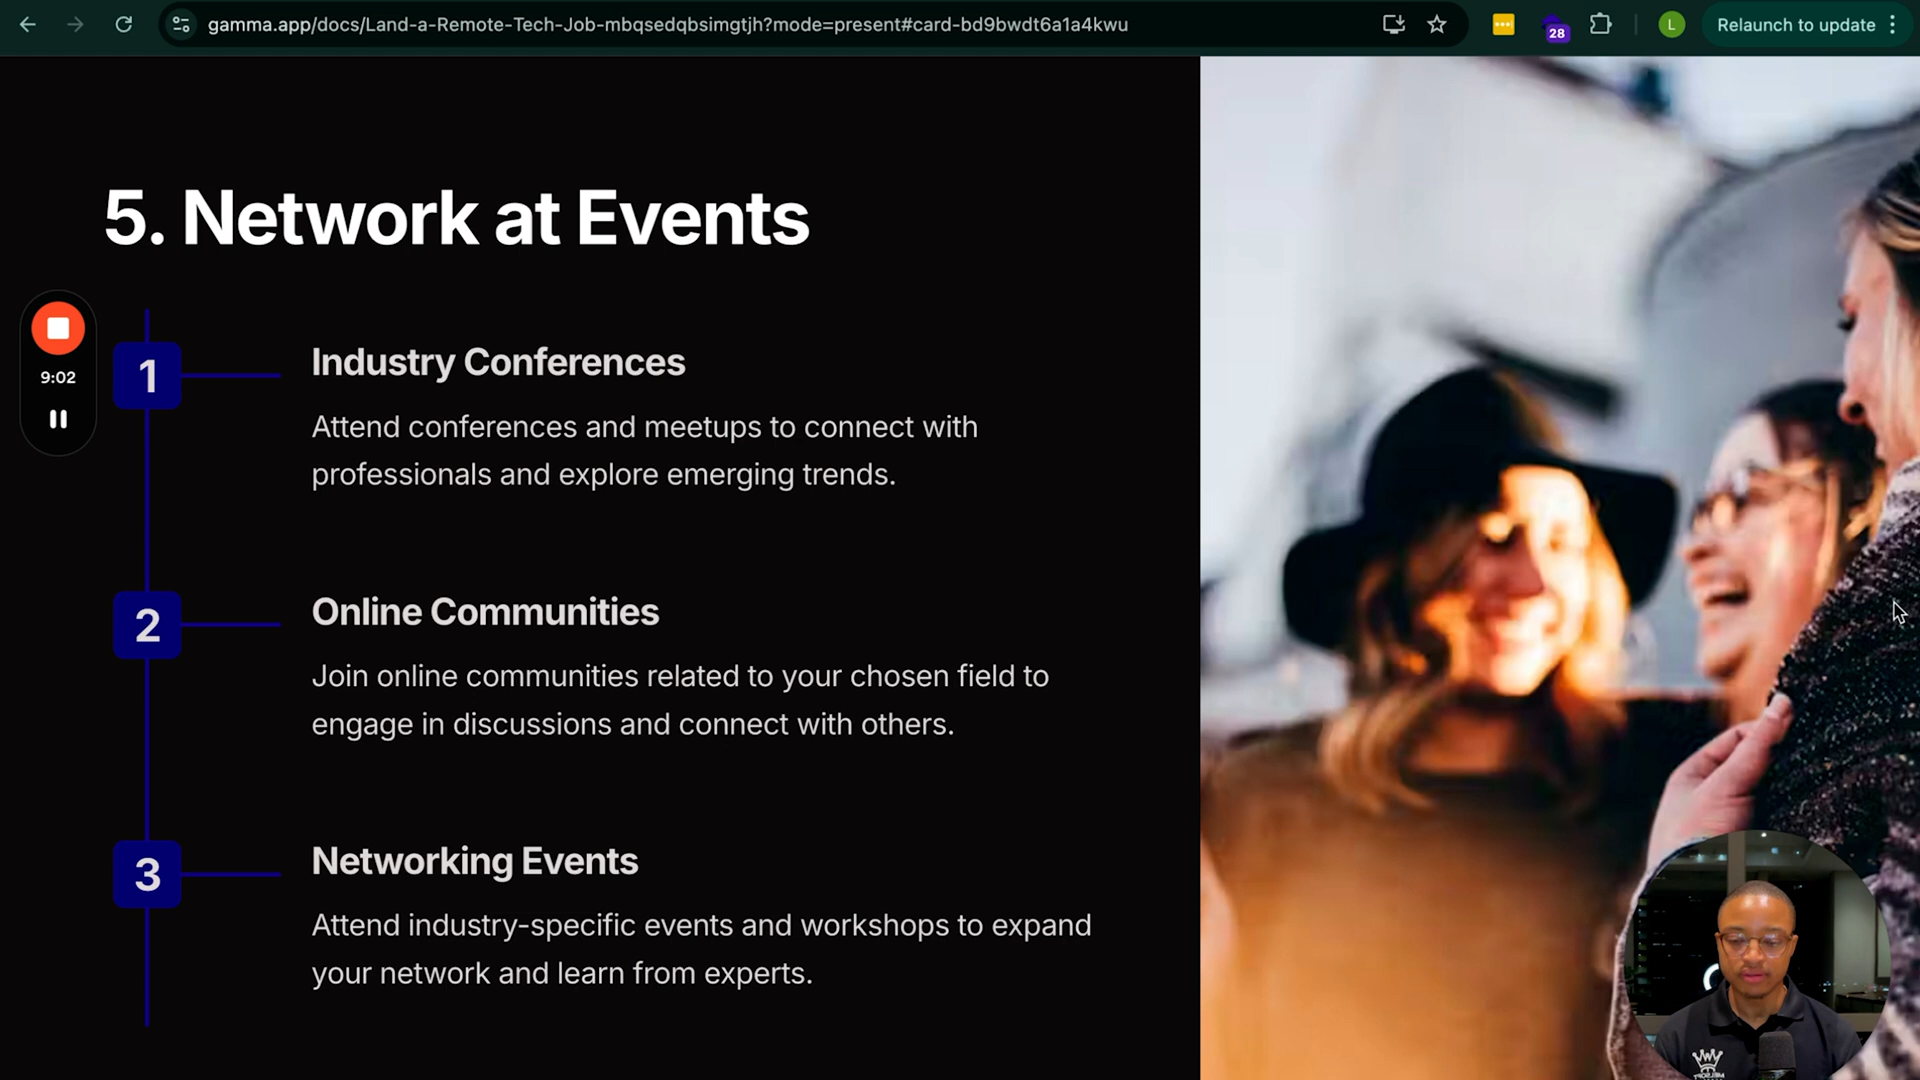 gamma.app/docs/Land-a-Remote-Tech-Job-mbqsedqbsimgtjh?mode=present#card-bd9bwdt6a1a4kwu
28
L
Relaunch to update
5. Network at Events
9:02
1
Industry Conferences
Attend conferences and meetups to connect with
professionals and explore emerging trends.
2
Online Communities
Join online communities related to your chosen field to
engage in discussions and connect with others.
3
Networking Events
Attend industry-specific events and workshops to expand
your network and learn from experts.